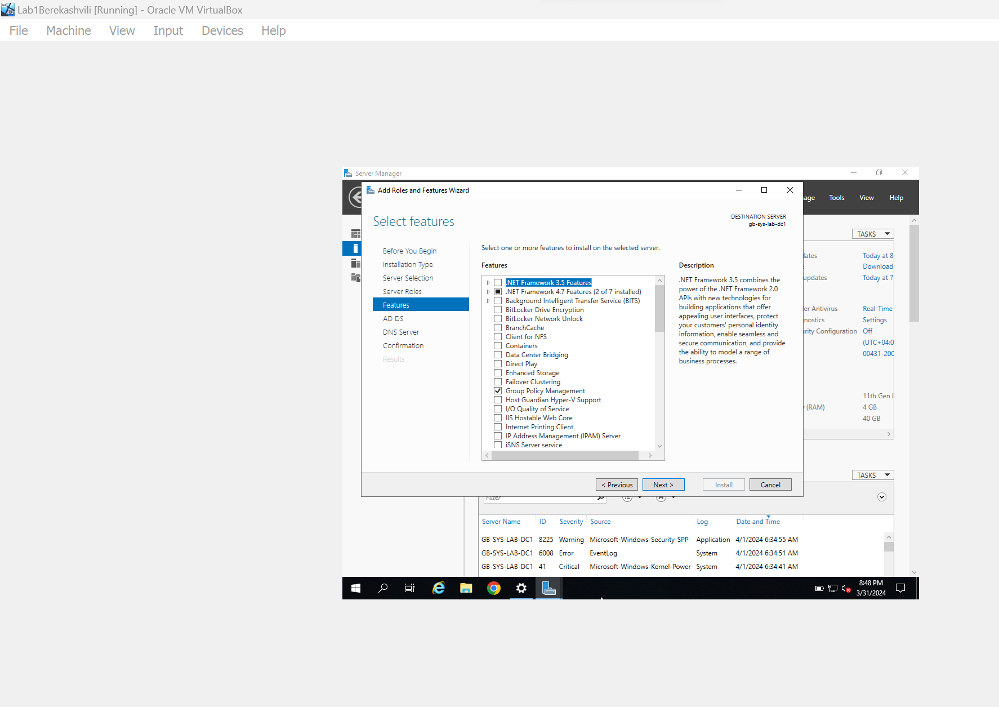 Lab1Berekashvili [Running] - Oracle VM VirtualBox
File Machine View Input Devices Help
Server Manager
Tools View Help
Add Roles and Features Wizard
Select features
DESTINATION SERVER
gb-sys-lab-dc1
Before You Begin
Installation Type
Server Selection
Server Roles
Features
AD DS
DNS Server
Confirmation
Results
Select one or more features to install on the selected server.
Features
.NET Framework 3.5 Features
.NET Framework 4.7 Features (2 of 7 installed)
Background Intelligent Transfer Service (BITS)
BitLocker Drive Encryption
BitLocker Network Unlock
BranchCache
Client for NFS
Containers
Data Center Bridging
Direct Play
Enhanced Storage
Failover Clustering
Group Policy Management
Host Guardian Hyper-V Support
I/O Quality of Service
IIS Hostable Web Core
Internet Printing Client
IP Address Management (IPAM) Server
iSNS Server service
Description
.NET Framework 3.5 combines the
power of the .NET Framework 2.0
APIs with new technologies for
building applications that offer
appealing user interfaces, protect
your customers' personal identity
information, enable seamless and
secure communication, and provide
the ability to model a range of
business processes.
< Previous
Next >
Install
Cancel
TASKS
Today at 8
Download
updates Today at 7
Antivirus Real-Time
Settings
Configuration Off
(UTC+04:0
00431-200
11th Gen I
(RAM) 4 GB
40 GB
TASKS
Filter
Server Name ID Severity Source Log Date and Time
GB-SYS-LAB-DC1 8225 Warning Microsoft-Windows-Security-SPP Application 4/1/2024 6:34:55 AM
GB-SYS-LAB-DC1 6008 Error EventLog System 4/1/2024 6:34:51 AM
GB-SYS-LAB-DC1 41 Critical Microsoft-Windows-Kernel-Power System 4/1/2024 6:34:41 AM
8:48 PM
3/31/2024